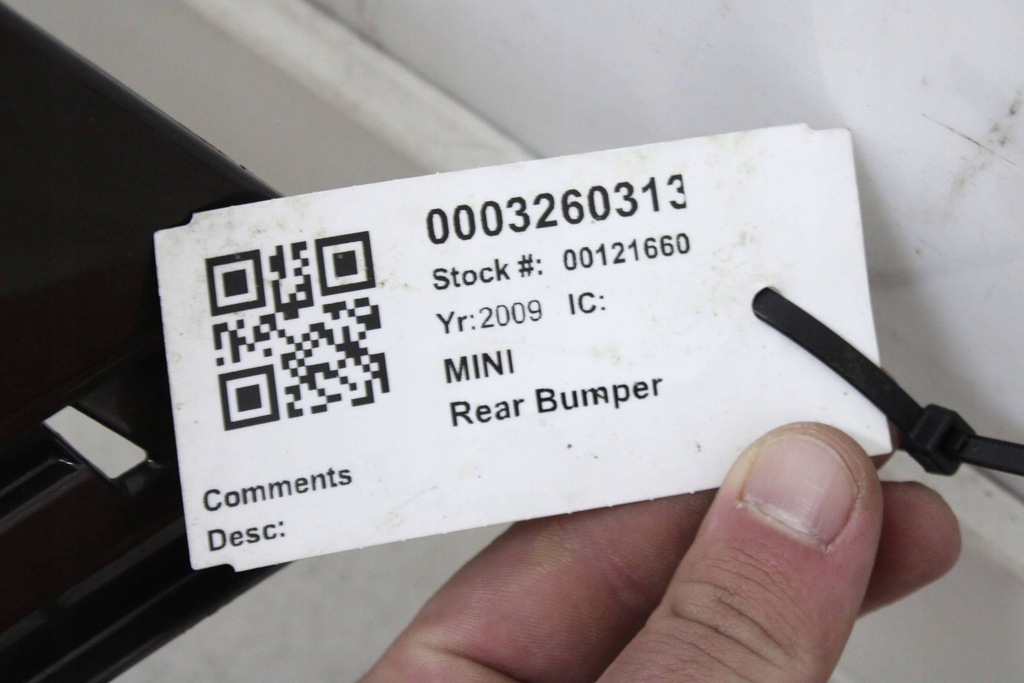 0003260313
Stock #: 00121660
Yr:2009 IC:
MINI
Rear Bumper
Comments
Desc: